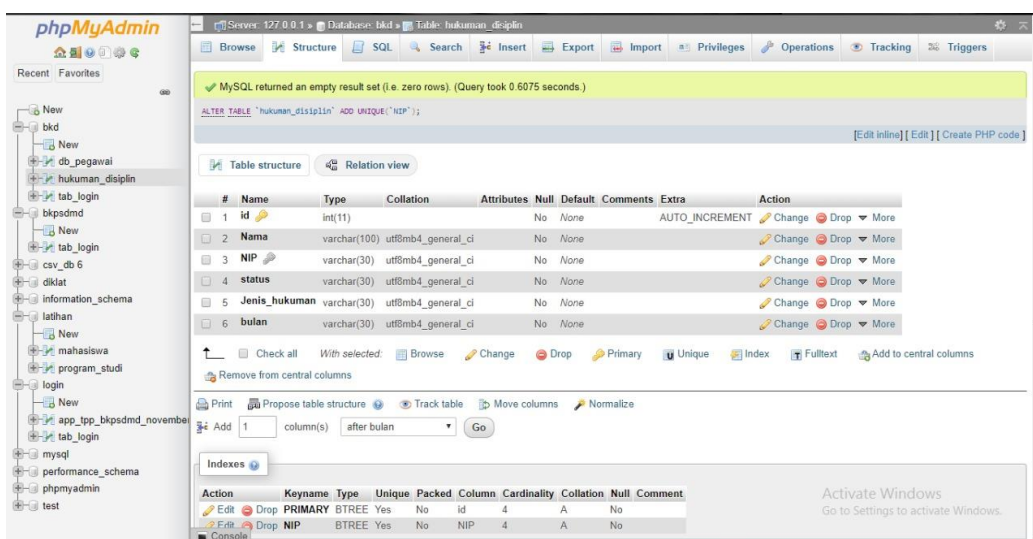 phpMyAdmin
Recent Favorites
New
bkd
New
db_pegawai
hukuman_disiplin
tab_login
bkpsdmd
New
tab_login
csv_db 6
diklat
information_schema
latihan
New
mahasiswa
program_studi
login
New
app_tpp_bkpsdmd_november
tab_login
mysql
performance_schema
phpmyadmin
test
Server: 127.0.0.1 » Database: bkd » Table: hukuman_disiplin
Browse Structure SQL Search Insert Export Import Privileges Operations Tracking Triggers
MySQL returned an empty result set (i.e. zero rows). (Query took 0.6075 seconds.)
ALTER TABLE `hukuman_disiplin` ADD UNIQUE(`NIP`);
[Edit inline] [ Edit ] [ Create PHP code ]
Table structure Relation view
# Name Type Collation Attributes Null Default Comments Extra Action
1 id int(11) No None AUTO_INCREMENT Change Drop More
2 Nama varchar(100) utf8mb4_general_ci No None Change Drop More
3 NIP varchar(30) utf8mb4_general_ci No None Change Drop More
4 status varchar(30) utf8mb4_general_ci No None Change Drop More
5 Jenis_hukuman varchar(30) utf8mb4_general_ci No None Change Drop More
6 bulan varchar(30) utf8mb4_general_ci No None Change Drop More
Check all With selected: Browse Change Drop Primary Unique Index Fulltext Add to central columns
Remove from central columns
Print Propose table structure Track table Move columns Normalize
Add 1 column(s) after bulan Go
Indexes
Action Keyname Type Unique Packed Column Cardinality Collation Null Comment
Edit Drop PRIMARY BTREE Yes No id 4 A No
Edit Drop NIP BTREE Yes No NIP 4 A No
Console
Activate Windows
Go to Settings to activate Windows.